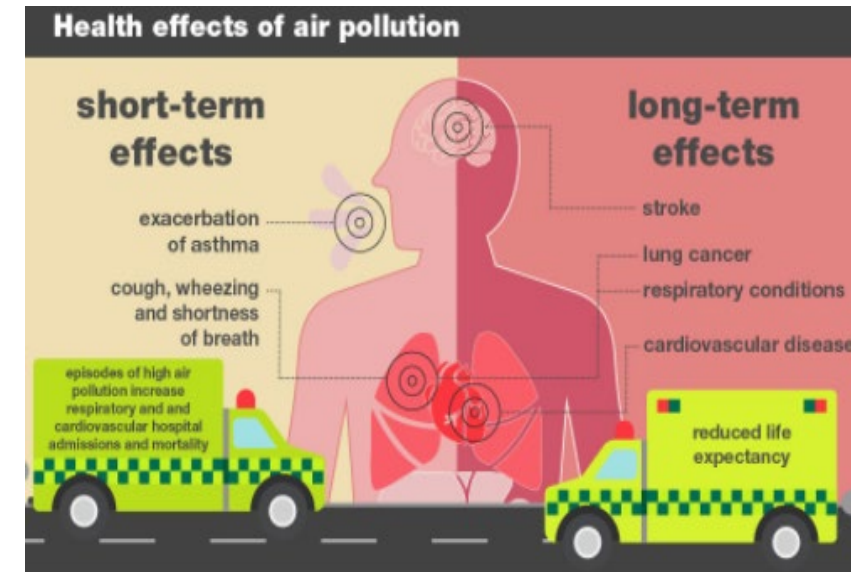 Health effects of air pollution
short-term
effects
exacerbation
of asthma
cough, wheezing
and shortness
of breath
episodes of high air
pollution increase
respiratory and and
cardiovascular hospital
admissions and mortality
long-term
effects
stroke
lung cancer
respiratory conditions
cardiovascular disease
reduced life
expectancy